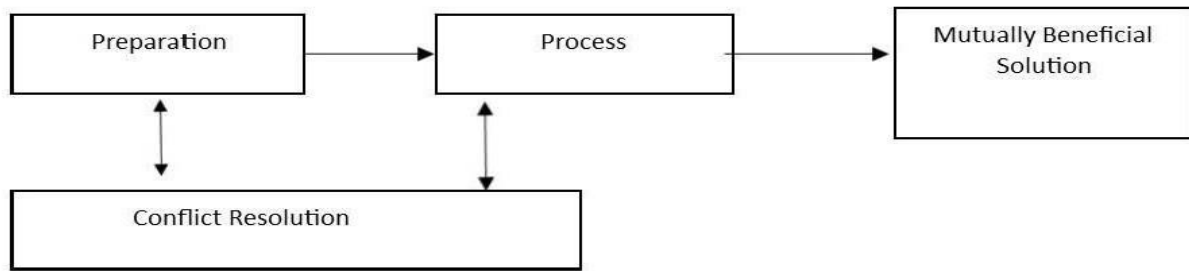 Preparation
Process
Mutually Beneficial
Solution
Conflict Resolution